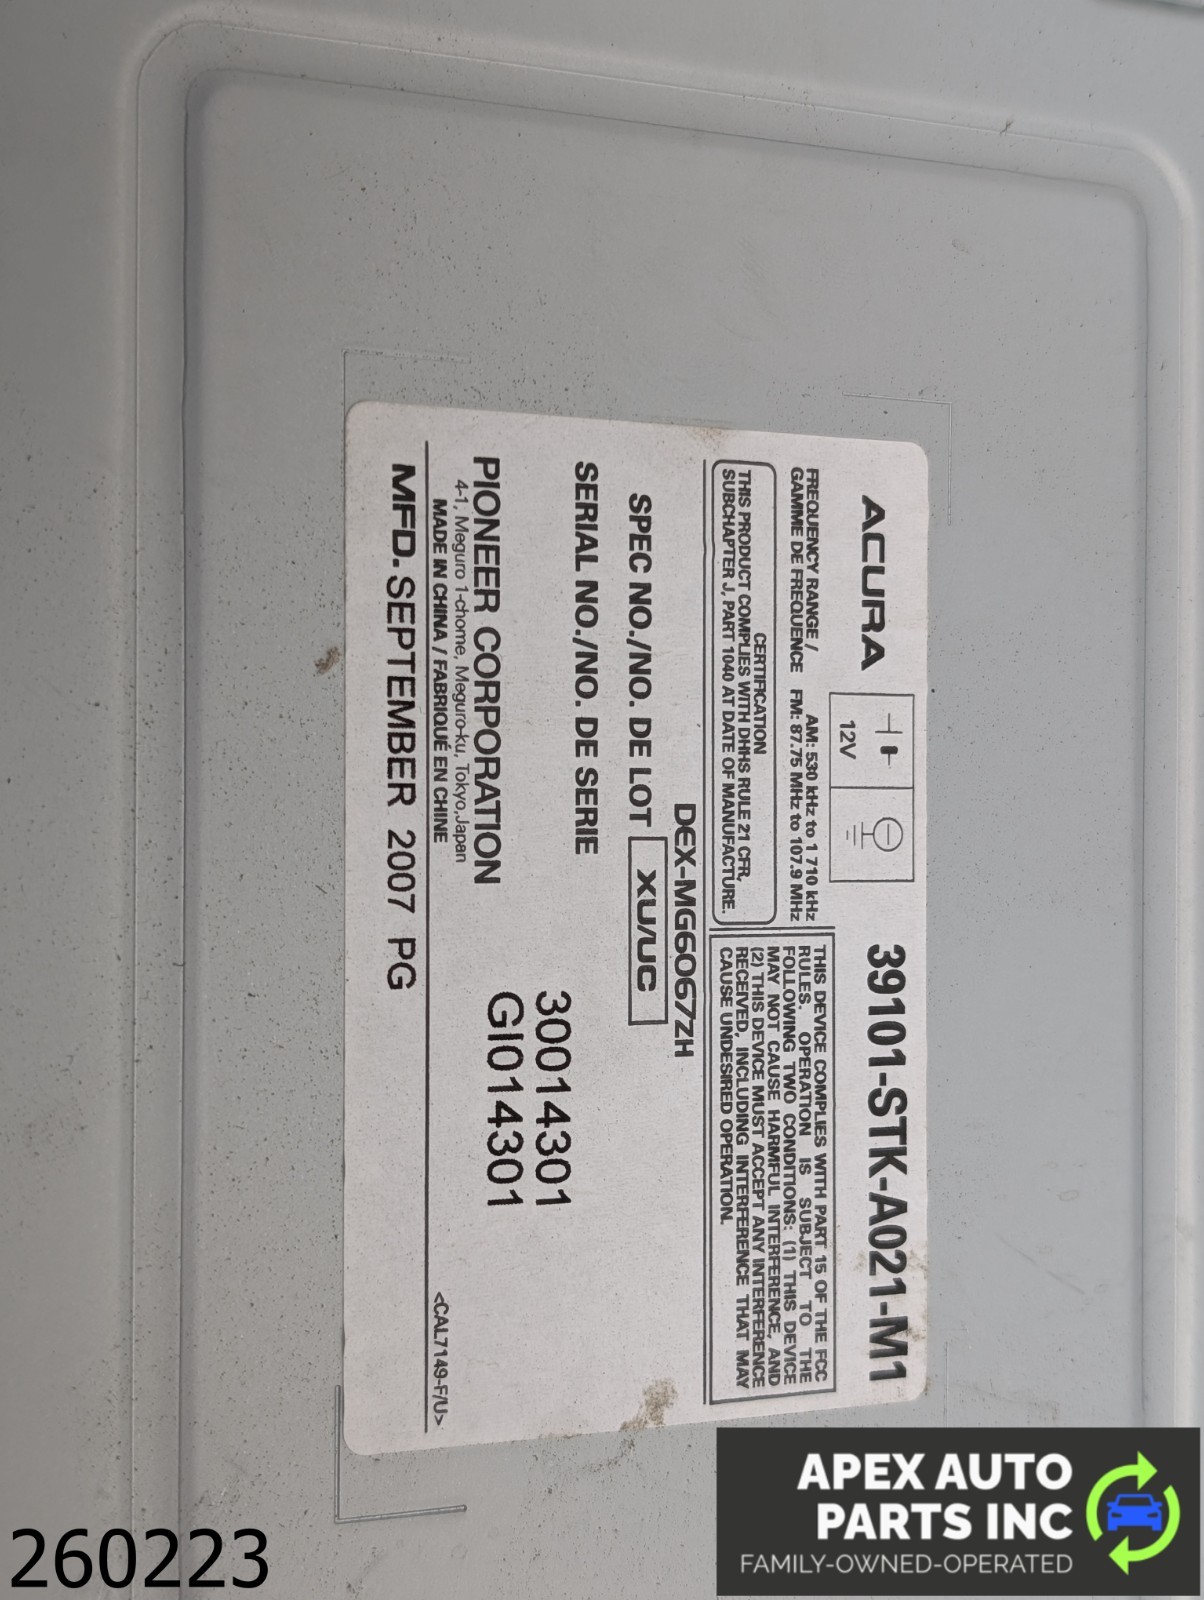 ACURA
12V
39101-STK-A021-M1
FREQUENCY RANGE /
GAMME DE FREQUENCE
AM: 530 kHz to 1 710 kHz
FM: 87.75 MHz to 107.9 MHz
CERTIFICATION
THIS PRODUCT COMPLIES WITH DHHS RULE 21 CFR,
SUBCHAPTER J, PART 1040 AT DATE OF MANUFACTURE.
THIS DEVICE COMPLIES WITH PART 15 OF THE FCC
RULES. OPERATION IS SUBJECT TO THE
FOLLOWING TWO CONDITIONS: (1) THIS DEVICE
MAY NOT CAUSE HARMFUL INTERFERENCE, AND
(2) THIS DEVICE MUST ACCEPT ANY INTERFERENCE
RECEIVED, INCLUDING INTERFERENCE THAT MAY
CAUSE UNDESIRED OPERATION.
DEX-MG6067ZH
SPEC NO./NO. DE LOT XU/UC
SERIAL NO./NO. DE SERIE
30014301
GI014301
PIONEER CORPORATION
4-1, Meguro 1-chome, Meguro-ku, Tokyo,Japan
MADE IN CHINA / FABRIQUÉ EN CHINE
<CAL7149-F/U>
MFD. SEPTEMBER 2007 PG
260223
APEX AUTO
PARTS INC
FAMILY-OWNED-OPERATED